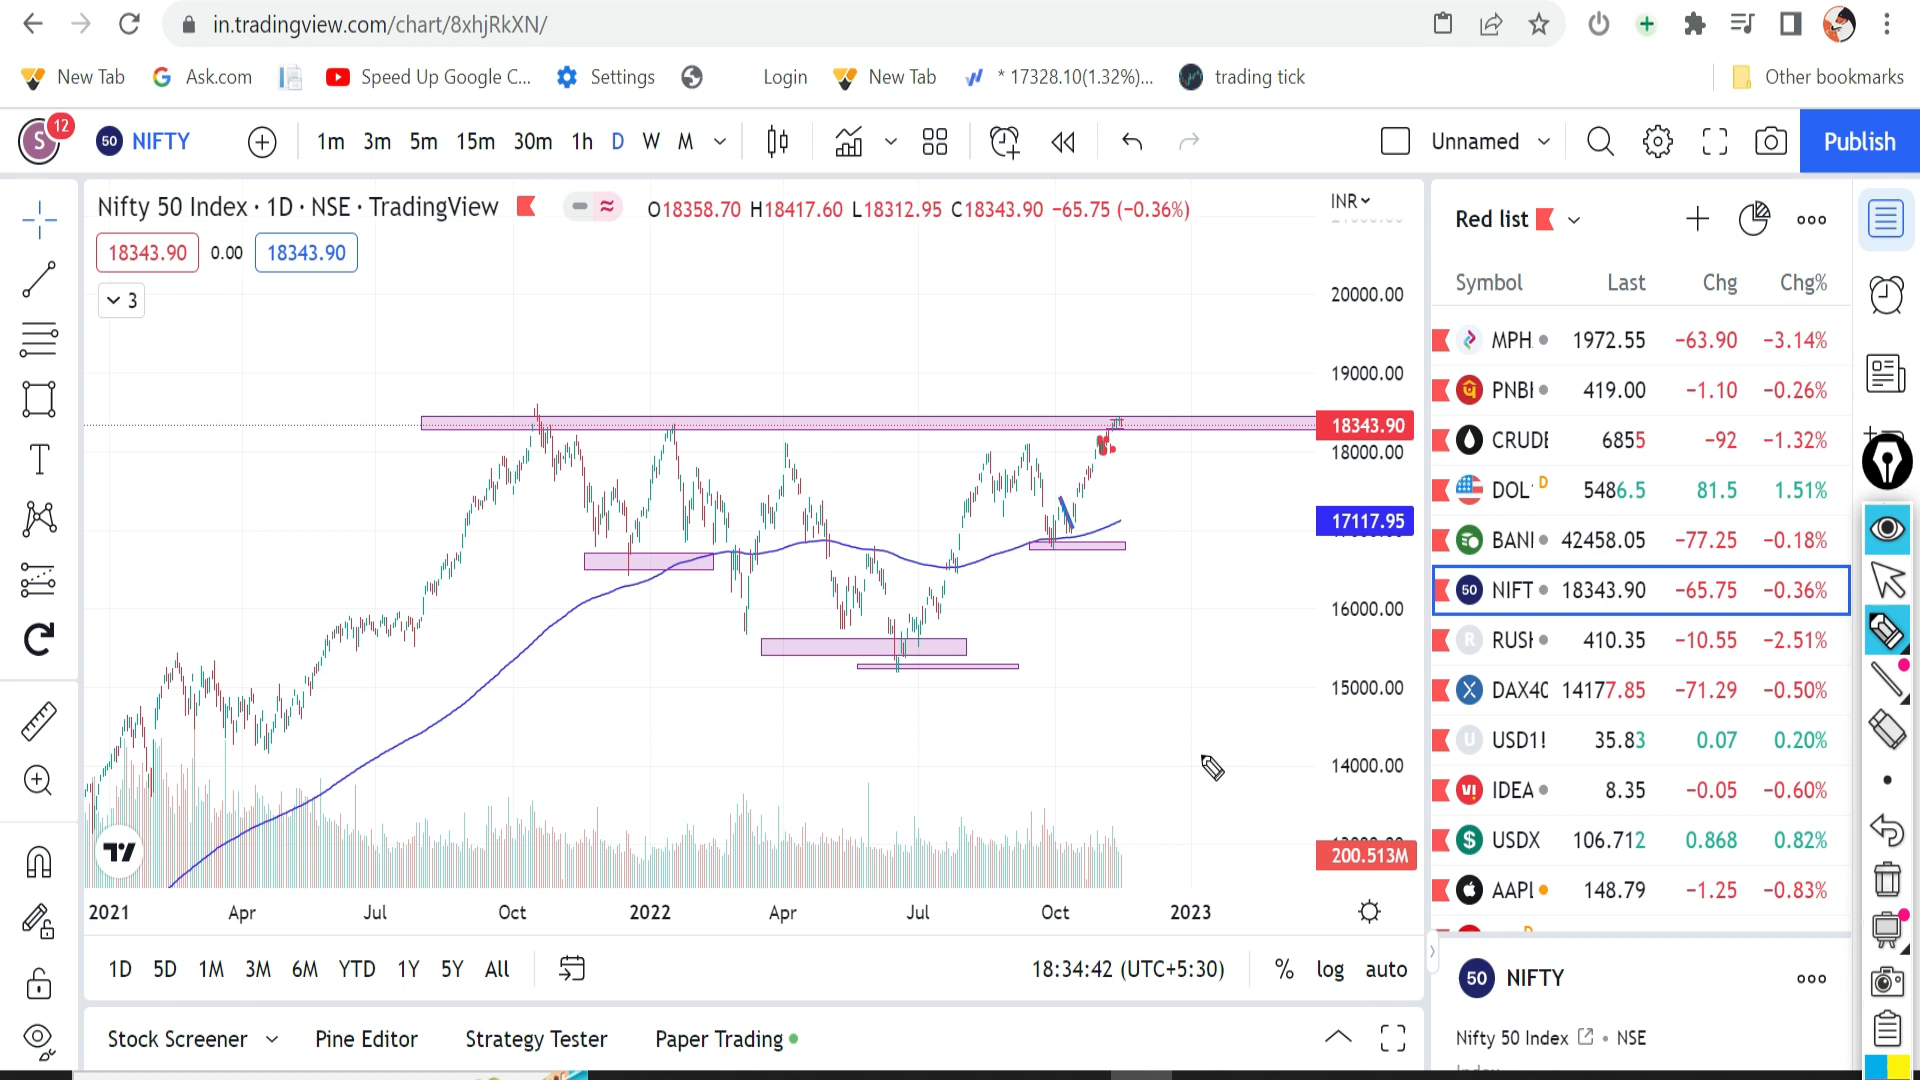 in.tradingview.com/chart/8xhjRkXN/
New Tab Ask.com Speed Up Google C... Settings Login New Tab * 17328.10(1.32%)... trading tick Other bookmarks
S 12 50 NIFTY 1m 3m 5m 15m 30m 1h D W M Unnamed Publish
Nifty 50 Index · 1D · NSE · TradingView O18358.70 H18417.60 L18312.95 C18343.90 −65.75 (−0.36%) INR
18343.90 0.00 18343.90
3
20000.00
19000.00
18343.90
18000.00
17117.95
16000.00
15000.00
14000.00
200.513M
2021 Apr Jul Oct 2022 Apr Jul Oct 2023
1D 5D 1M 3M 6M YTD 1Y 5Y All 18:34:42 (UTC+5:30) % log auto
Stock Screener Pine Editor Strategy Tester Paper Trading
Red list
Symbol Last Chg Chg%
MPH 1972.55 −63.90 −3.14%
419.00 −1.10 −0.26%
6855 −92 −1.32%
DOL D 5486.5 81.5 1.51%
42458.05 −77.25 −0.18%
50 NIFT 18343.90 −65.75 −0.36%
R 410.35 −10.55 −2.51%
14177.85 −71.29 −0.50%
U USD1! 35.83 0.07 0.20%
IDEA 8.35 −0.05 −0.60%
USDX 106.712 0.868 0.82%
148.79 −1.25 −0.83%
50 NIFTY
Nifty 50 Index • NSE